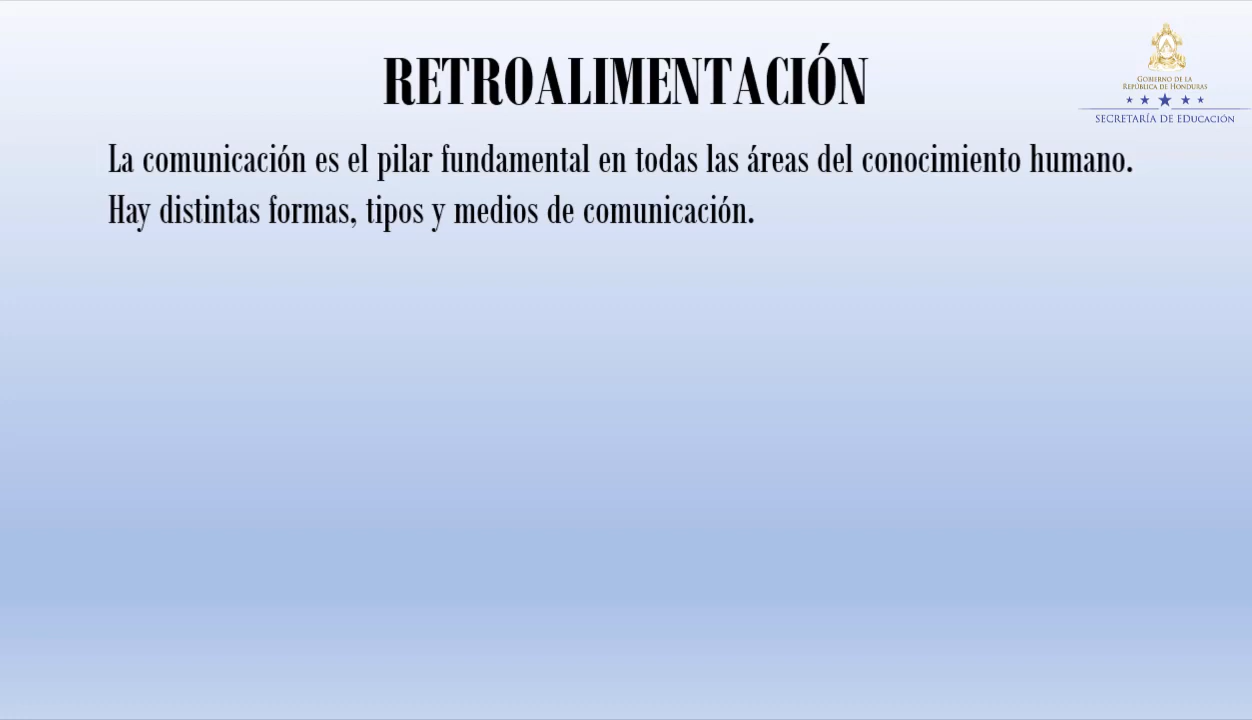 RETROALIMENTACIÓN
GOBIERNO DE LA
REPÚBLICA DE HONDURAS
SECRETARÍA DE EDUCACIÓN
La comunicación es el pilar fundamental en todas las áreas del conocimiento humano.
Hay distintas formas, tipos y medios de comunicación.